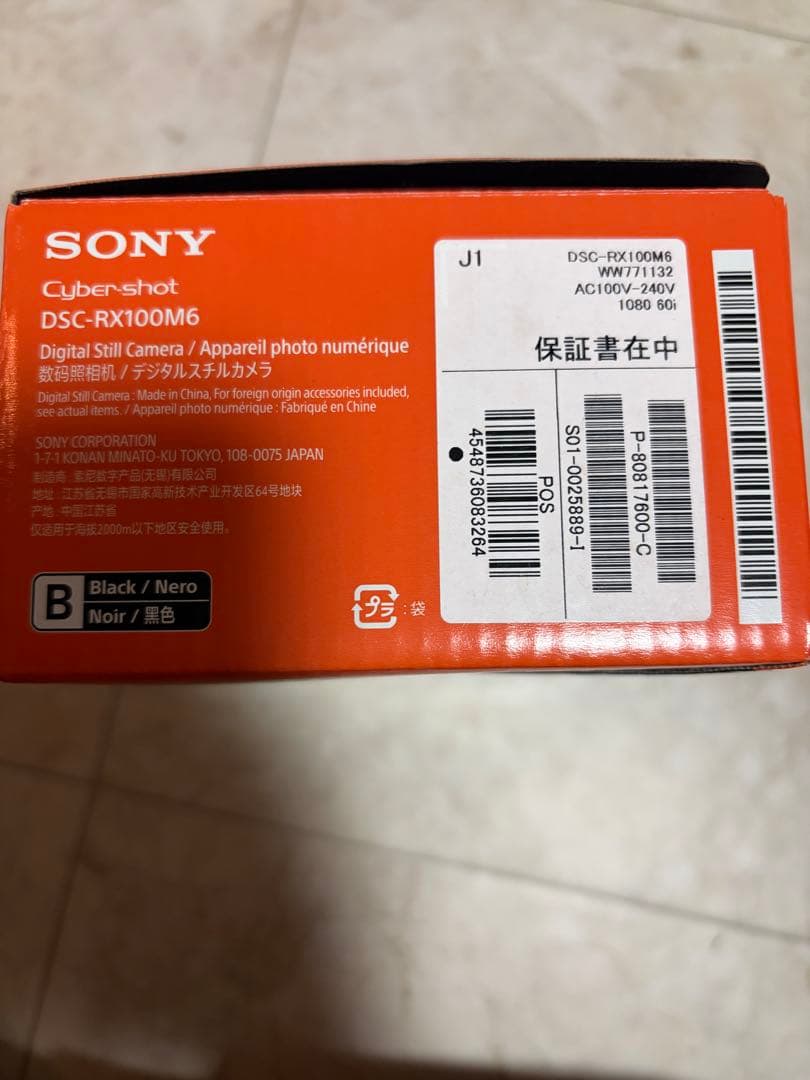 SONY
Cyber-shot
DSC-RX100M6
Digital Still Camera / Appareil photo numérique
数码照相机 / デジタルスチルカメラ
Digital Still Camera : Made in China, For foreign origin accessories included,
see actual items. / Appareil photo numérique : Fabriqué en Chine
SONY CORPORATION
1-7-1 KONAN MINATO-KU TOKYO, 108-0075 JAPAN
制造商: 索尼数字产品(无锡)有限公司
地址: 江苏省无锡市国家高新技术产业开发区64号地块
产地: 中国江苏省
仅适用于海拔2000m以下地区安全使用。
B
Black / Nero
Noir / 黑色
プラ : 袋
J1
DSC-RX100M6
WW771132
AC100V-240V
1080 60i
保証書在中
POS
4548736083264
S01-0025889-I
P-80817600-C